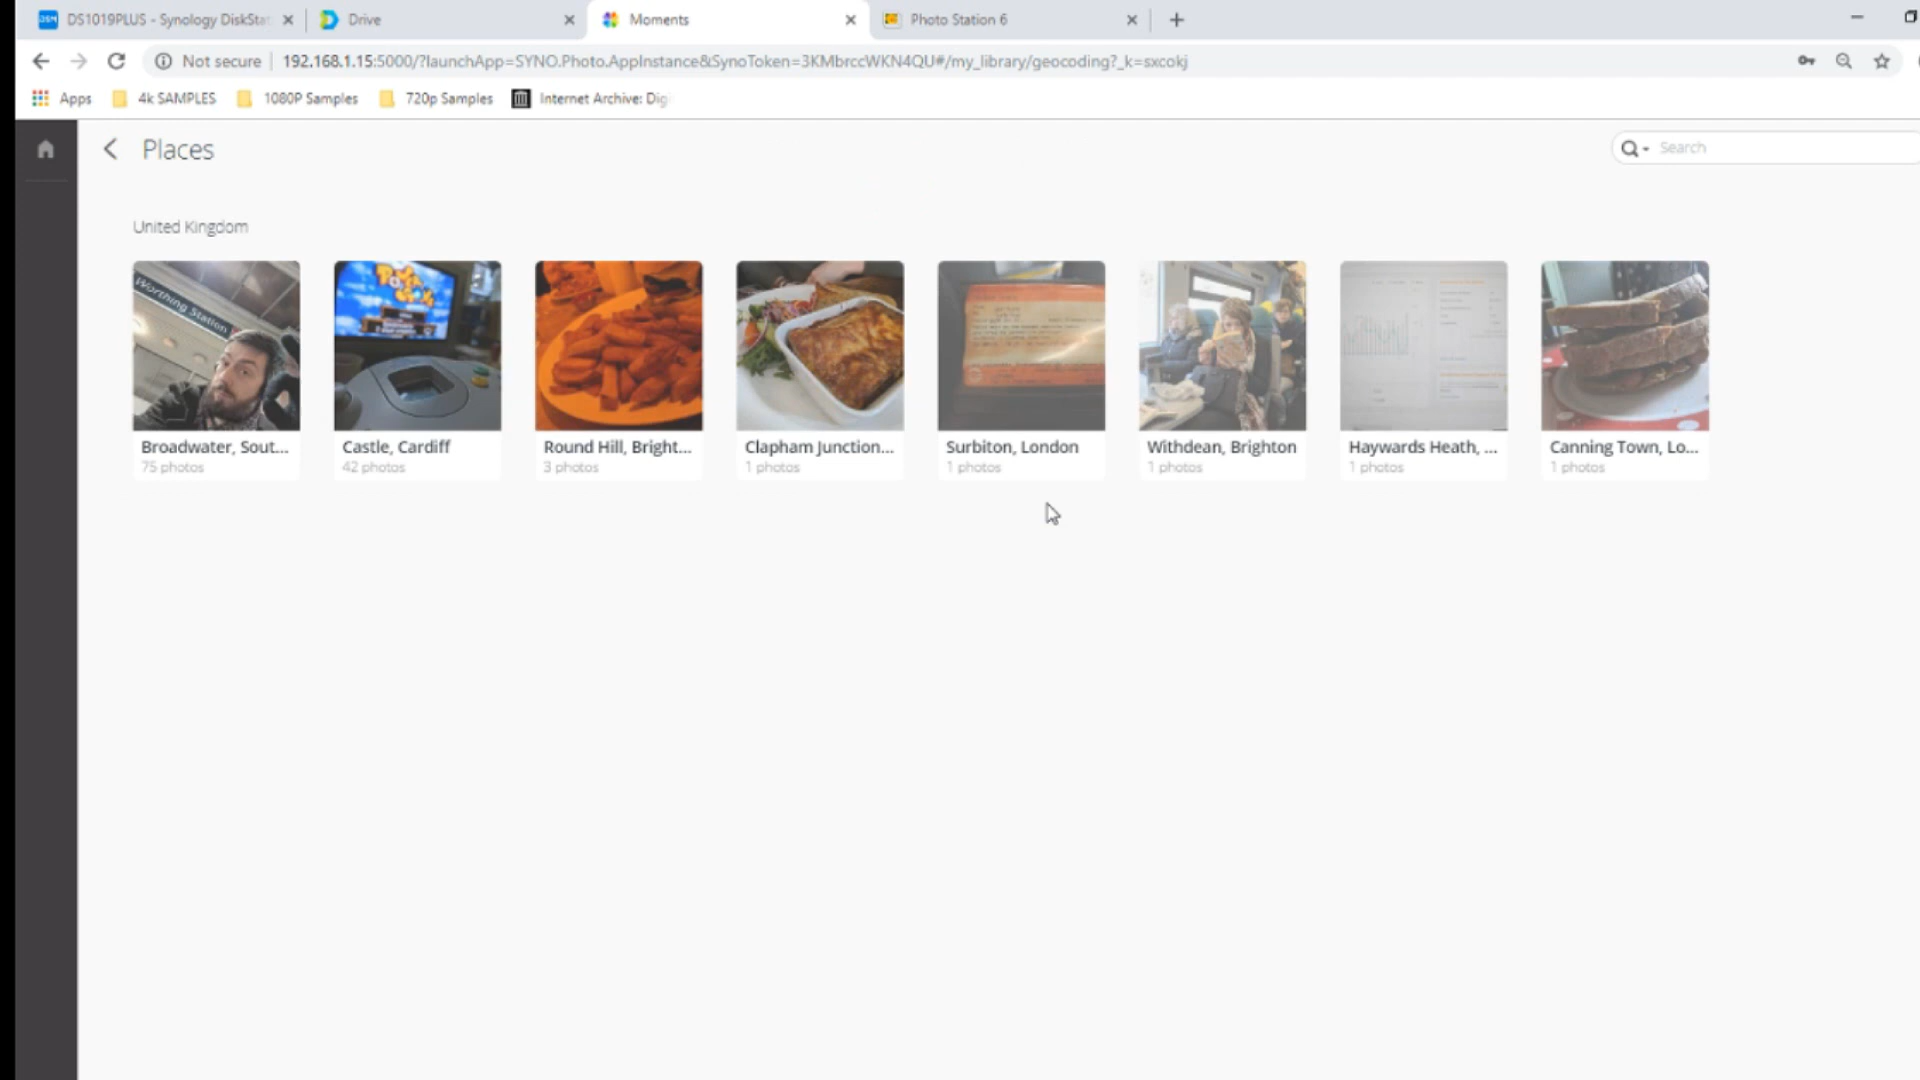 DS1019PLUS - Synology DiskStat
Drive
Moments
Photo Station 6
Not secure
192.168.1.15:5000/?launchApp=SYNO.Photo.AppInstance&SynoToken=3KMbrccWKN4QU#/my_library/geocoding?_k=sxcokj
Apps
4k SAMPLES
1080P Samples
720p Samples
Internet Archive: Dig
Places
Search
United Kingdom
Worthing Station
Broadwater, Sout...
75 photos
Castle, Cardiff
42 photos
Round Hill, Bright...
3 photos
Clapham Junction...
1 photos
Surbiton, London
1 photos
Withdean, Brighton
1 photos
Haywards Heath, ...
1 photos
Canning Town, Lo...
1 photos